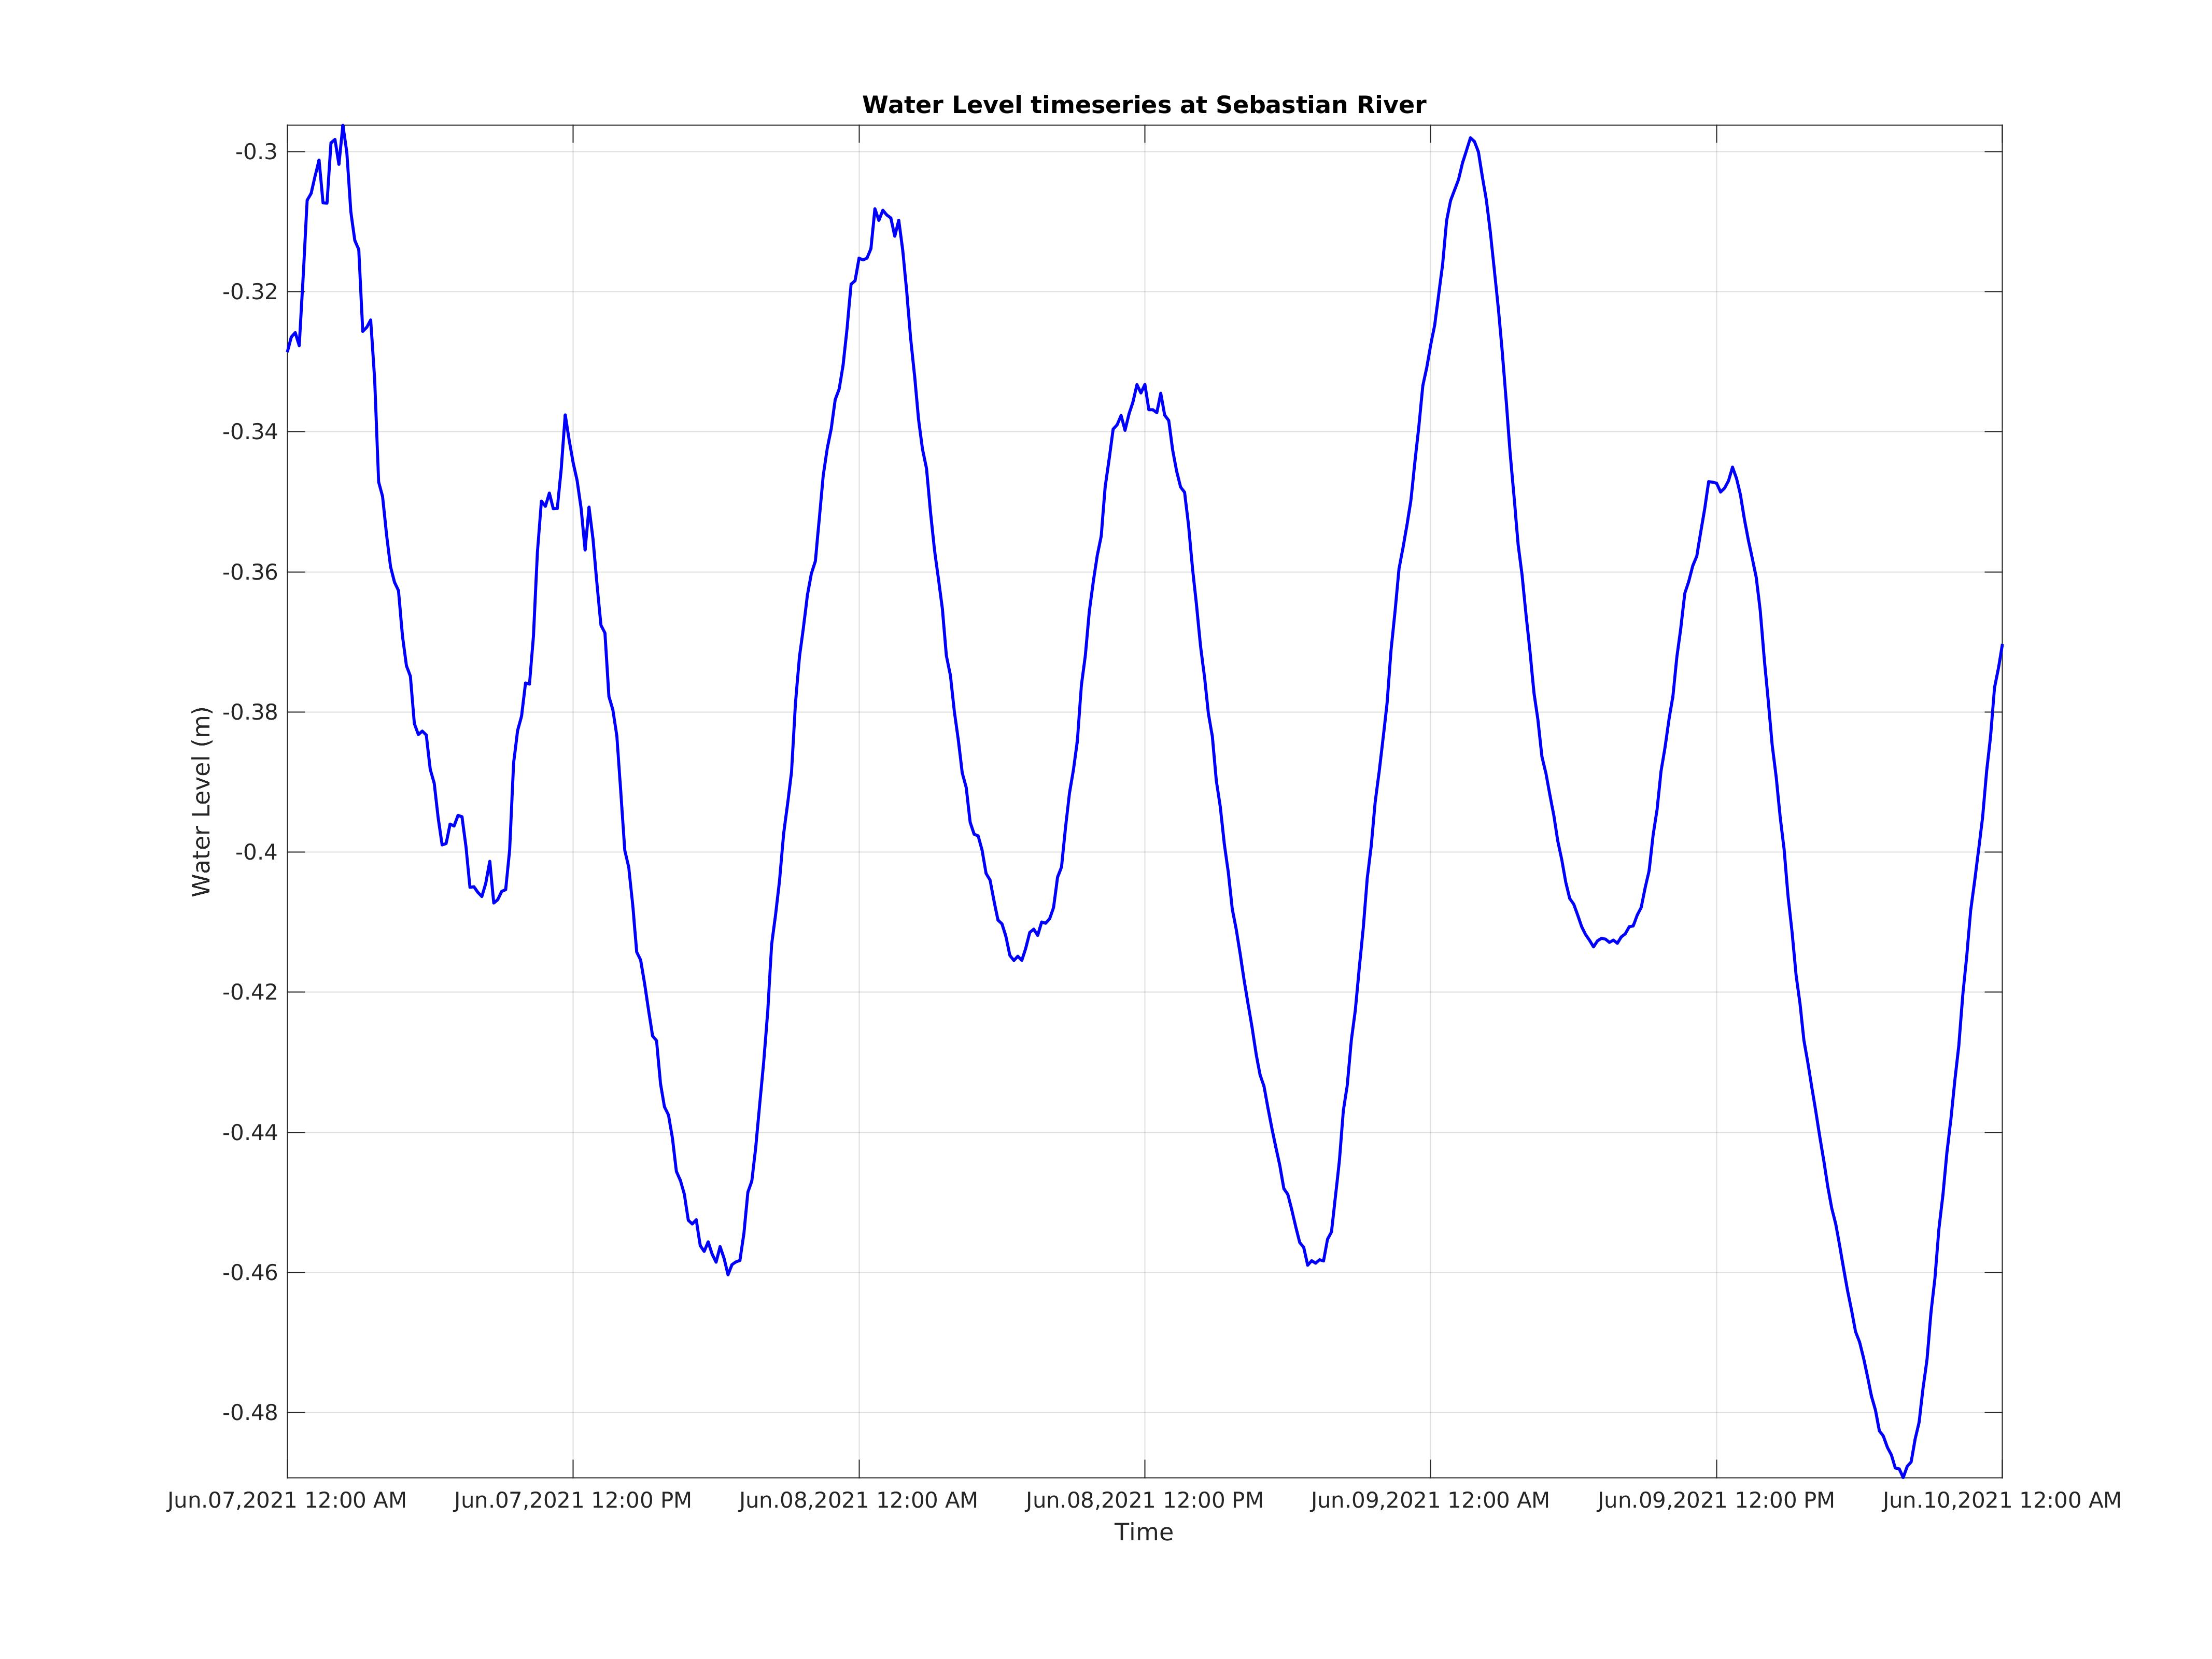 Water Level timeseries at Sebastian River
-0.3
-0.32
-0.34
-0.36
-0.38
-0.4
-0.42
-0.44
-0.46
-0.48
Water Level (m)
Jun.07,2021 12:00 AM
Jun.07,2021 12:00 PM
Jun.08,2021 12:00 AM
Jun.08,2021 12:00 PM
Jun.09,2021 12:00 AM
Jun.09,2021 12:00 PM
Jun.10,2021 12:00 AM
Time